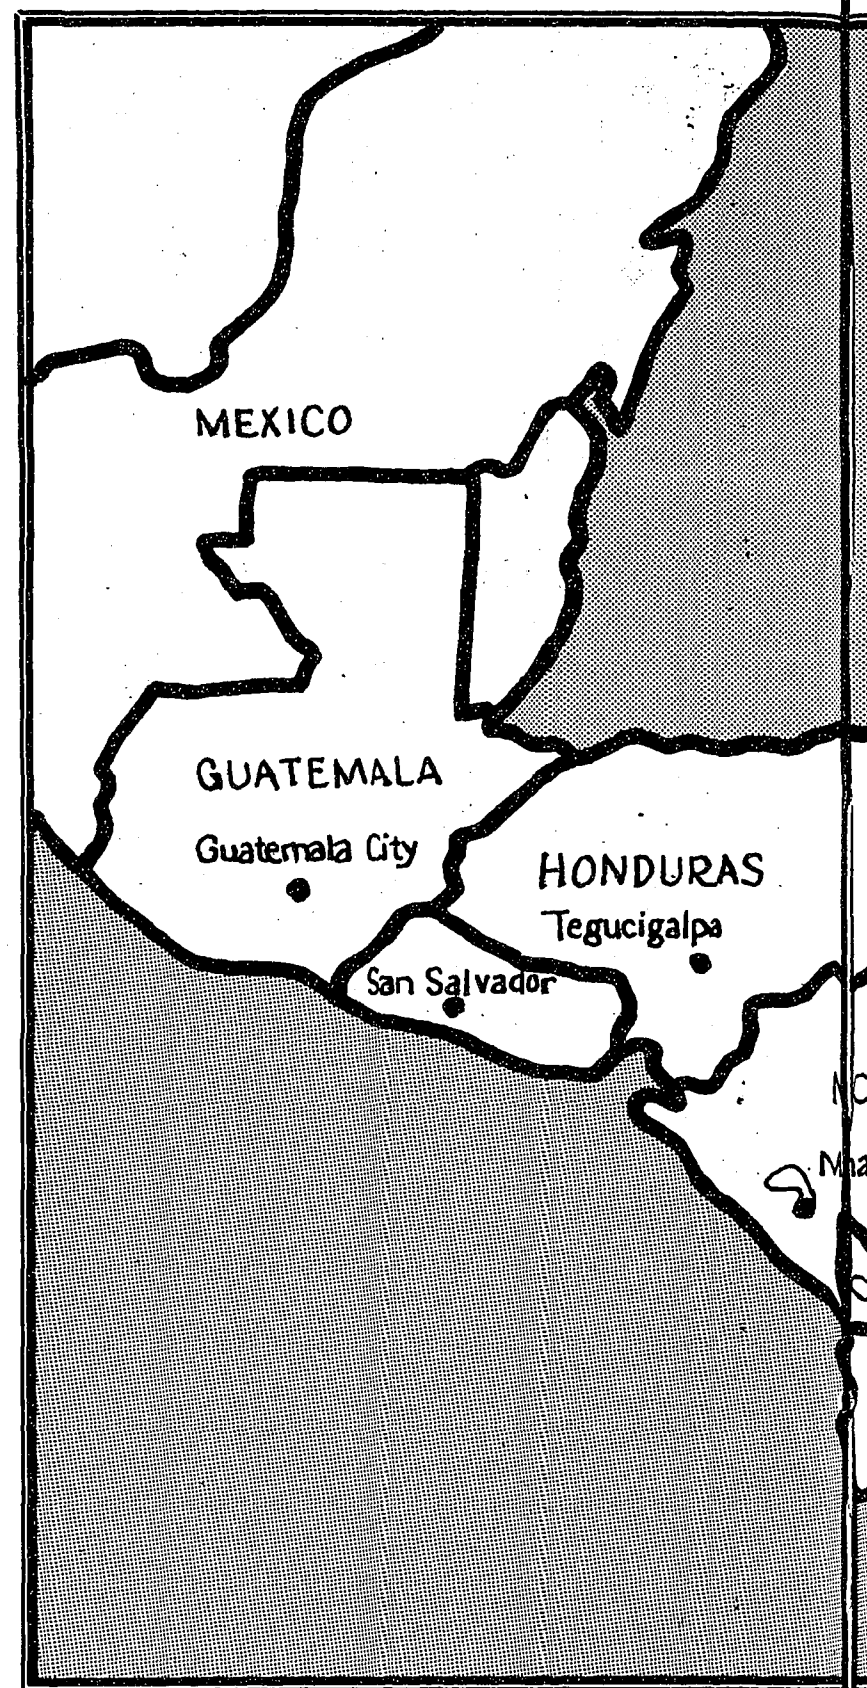 MEXICO
GUATEMALA
Guatemala City
HONDURAS
Tegucigalpa
San Salvador